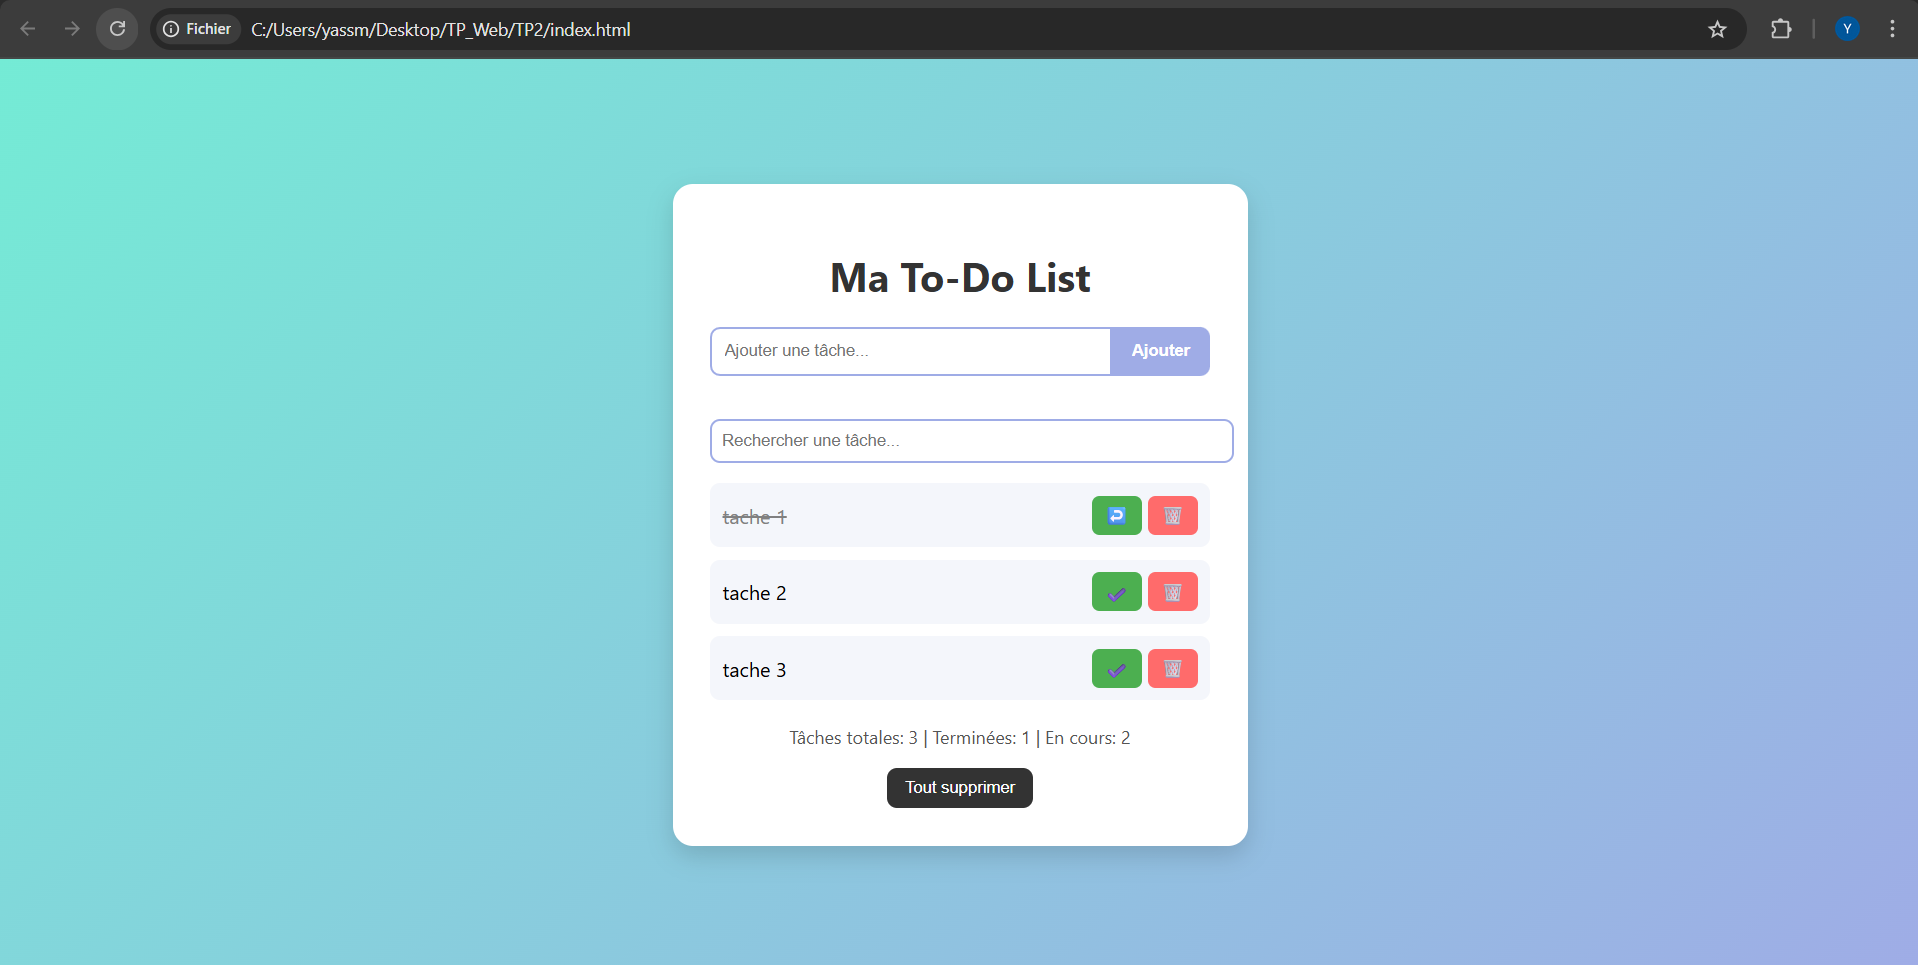 Fichier C:/Users/yassm/Desktop/TP_Web/TP2/index.html Y
Ma To-Do List
Ajouter une tâche... Ajouter
Rechercher une tâche...
tache 1
tache 2
tache 3
Tâches totales: 3 | Terminées: 1 | En cours: 2
Tout supprimer